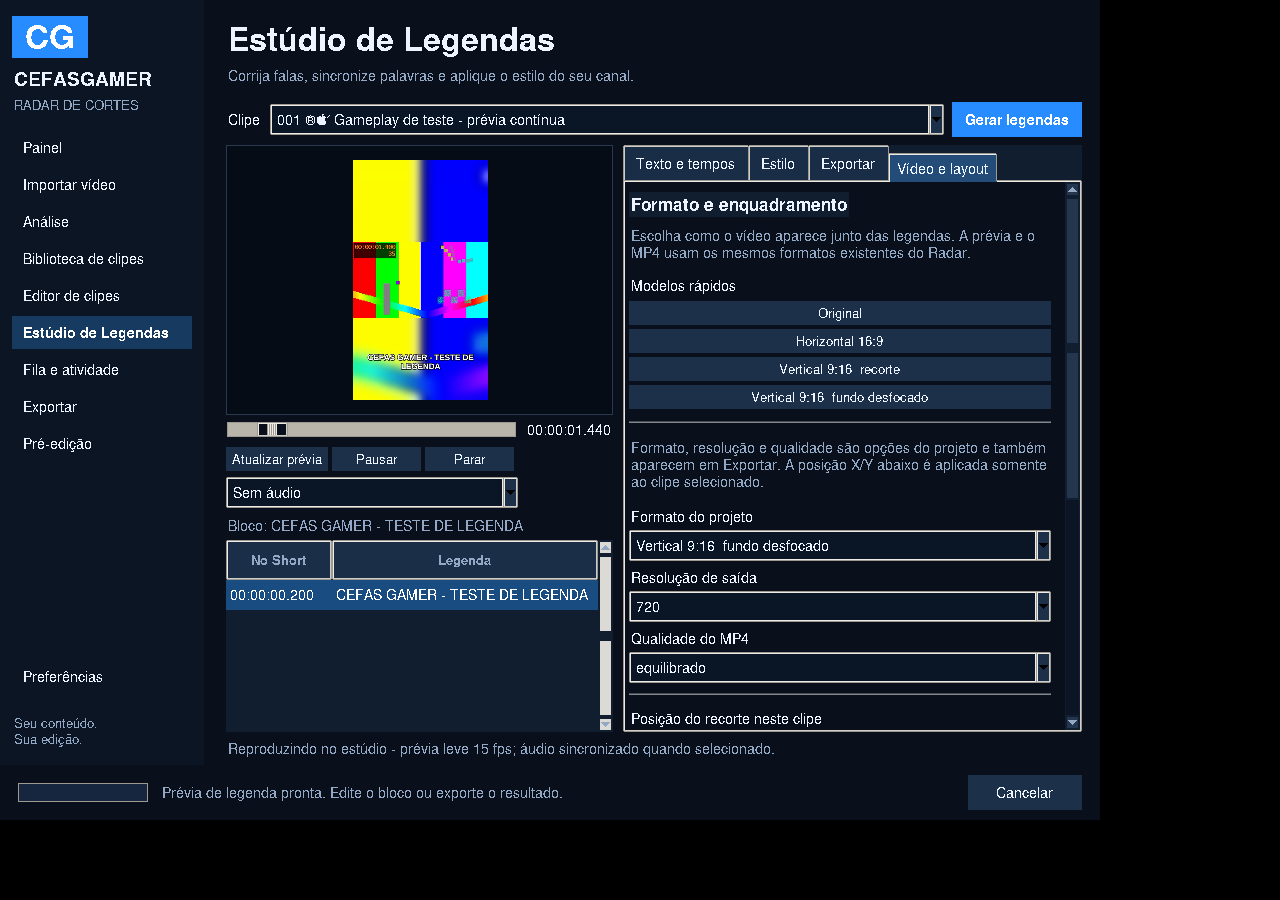 CG
CEFASGAMER
RADAR DE CORTES
Painel
Importar vídeo
Análise
Biblioteca de clipes
Editor de clipes
Estúdio de Legendas
Fila e atividade
Exportar
Pré-edição
Preferências
Seu conteúdo.
Sua edição.
Estúdio de Legendas
Corrija falas, sincronize palavras e aplique o estilo do seu canal.
Clipe
001 Gameplay de teste - prévia contínua
Gerar legendas
00:00:01.400
35
CEFAS GAMER - TESTE DE
LEGENDA
00:00:01.440
Atualizar prévia
Pausar
Parar
Sem áudio
Bloco: CEFAS GAMER - TESTE DE LEGENDA
No Short
Legenda
00:00:00.200
CEFAS GAMER - TESTE DE LEGENDA
Texto e tempos
Estilo
Exportar
Vídeo e layout
Formato e enquadramento
Escolha como o vídeo aparece junto das legendas. A prévia e o
MP4 usam os mesmos formatos existentes do Radar.
Modelos rápidos
Original
Horizontal 16:9
Vertical 9:16 recorte
Vertical 9:16 fundo desfocado
Formato, resolução e qualidade são opções do projeto e também
aparecem em Exportar. A posição X/Y abaixo é aplicada somente
ao clipe selecionado.
Formato do projeto
Vertical 9:16 fundo desfocado
Resolução de saída
720
Qualidade do MP4
equilibrado
Posição do recorte neste clipe
Reproduzindo no estúdio - prévia leve 15 fps; áudio sincronizado quando selecionado.
Prévia de legenda pronta. Edite o bloco ou exporte o resultado.
Cancelar